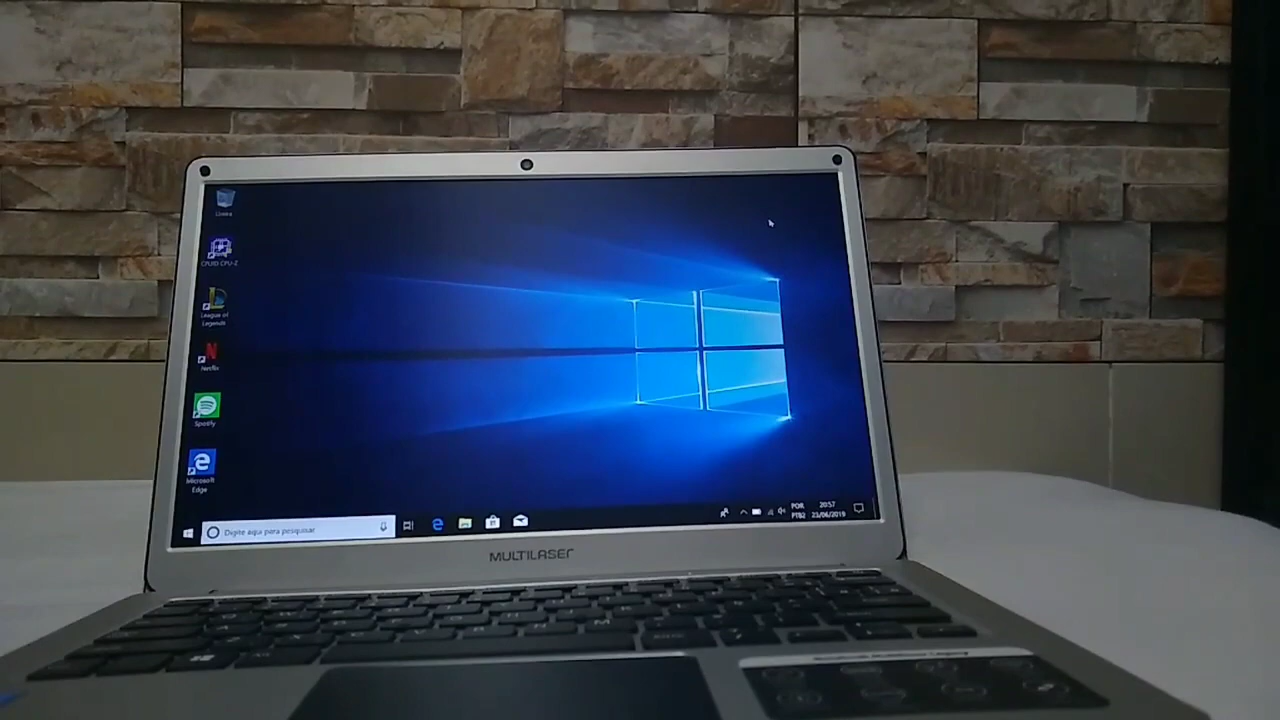 Lixeira
CPUID CPU-Z
League of
Legends
Netflix
Spotify
Microsoft
Edge
Digite aqui para pesquisar
POR
PTB2
20:57
23/06/2019
MULTILASER